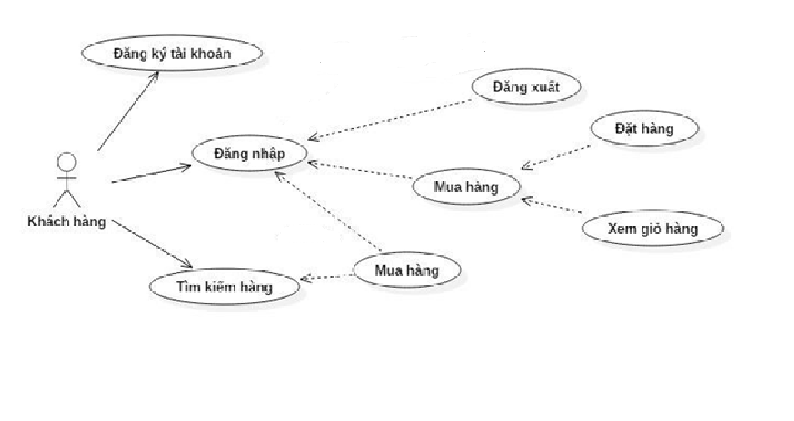 Đăng ký tài khoản
Đăng xuất
Đặt hàng
Đăng nhập
Mua hàng
Khách hàng
Xem giỏ hàng
Mua hàng
Tìm kiếm hàng